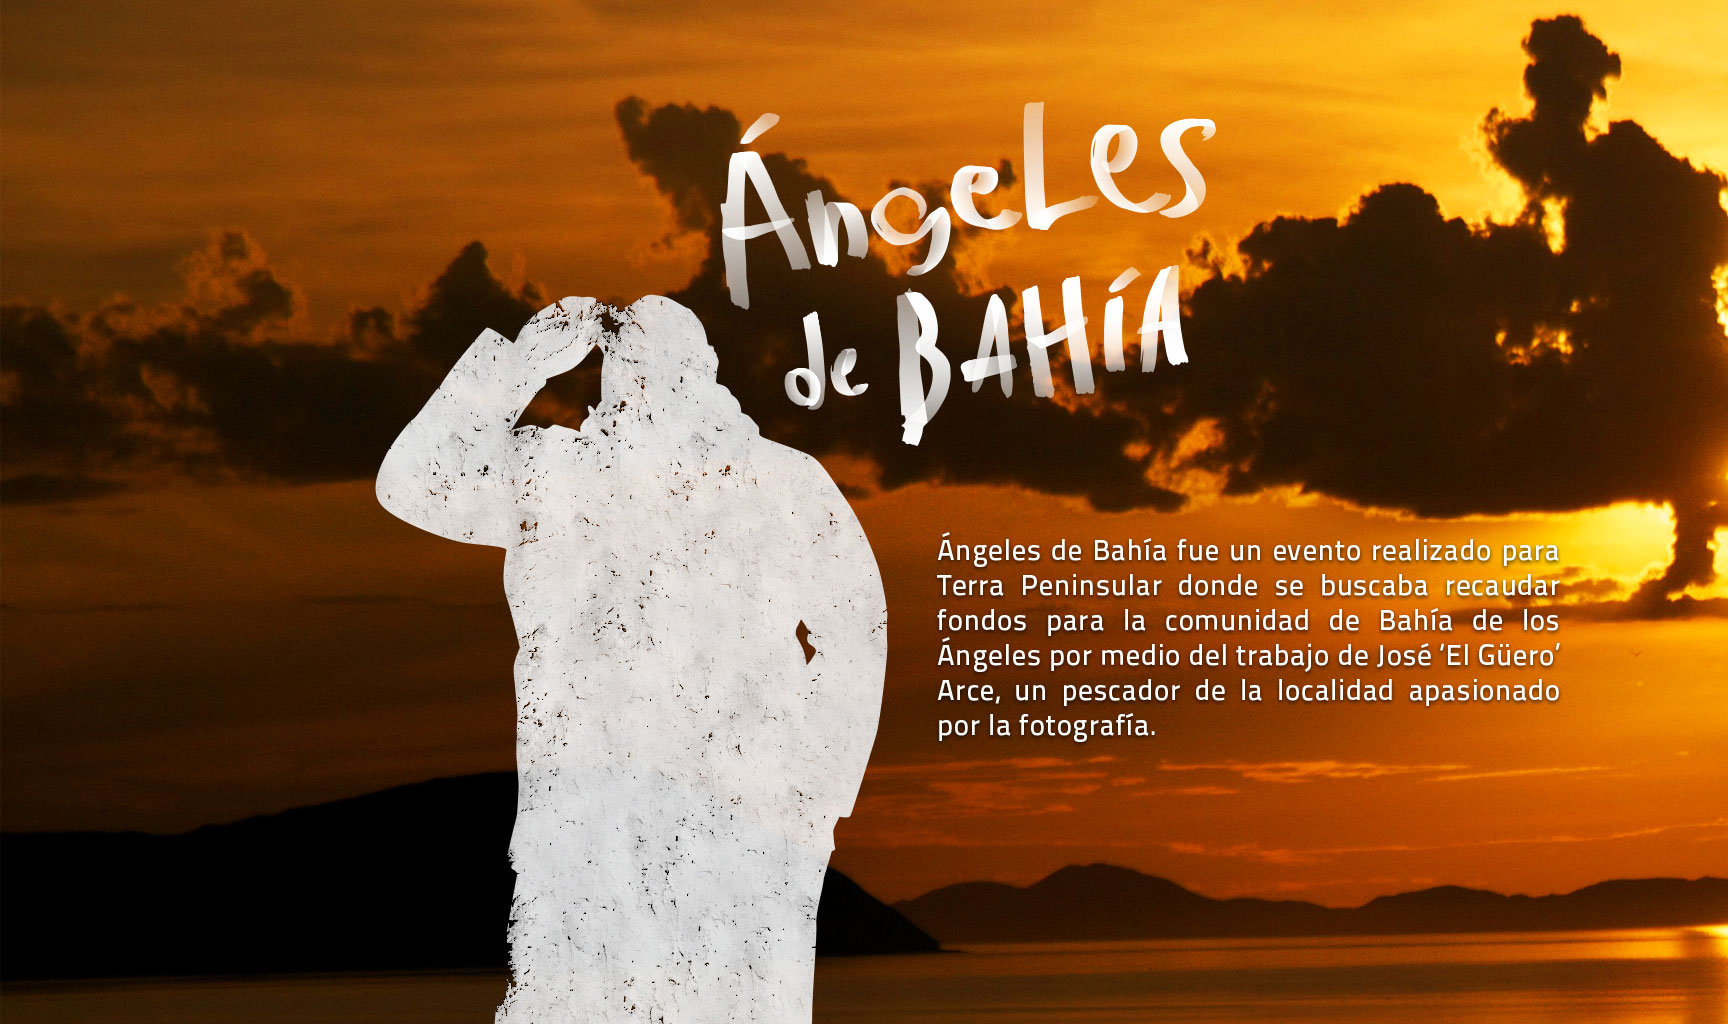 ÁngeLes
de BAHÍA
Ángeles de Bahía fue un evento realizado para
Terra Peninsular donde se buscaba recaudar
fondos para la comunidad de Bahía de los
Ángeles por medio del trabajo de José ‘El Güero’
Arce, un pescador de la localidad apasionado
por la fotografía.